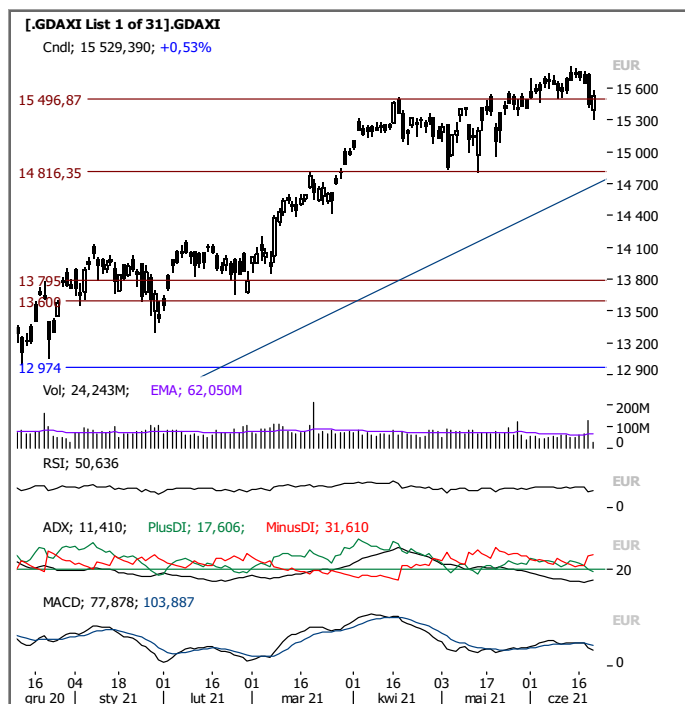 [.GDAXI List 1 of 31].GDAXI
Cndl; 15 529,390; +0,53%
EUR
15 600
15 496,87
15 300
15 000
14 816,35
14 700
14 400
14 100
13 795
13 800
13 600
13 500
13 200
12 974
12 900
Vol; 24,243M; EMA; 62,050M
200M
100M
0
RSI; 50,636
EUR
0
ADX; 11,410; PlusDI; 17,606; MinusDI; 31,610
EUR
20
MACD; 77,878; 103,887
EUR
0
16 04 18 01 16 01 16 01 16 03 17 01 16
gru 20 sty 21 lut 21 mar 21 kwi 21 maj 21 cze 21